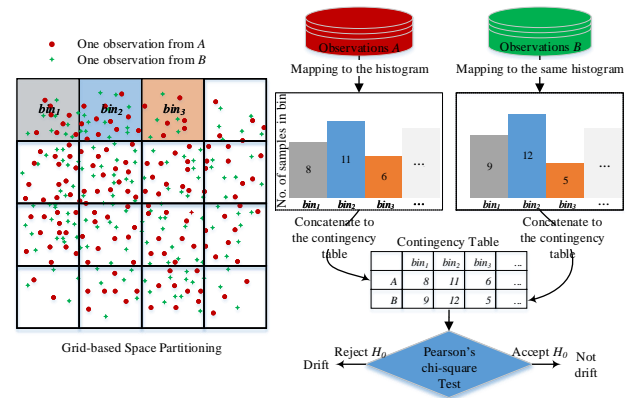 One observation from A
One observation from B
bin1
bin2
bin3
Grid-based Space Partitioning
Observations A
Mapping to the histogram
No. of samples in bin
8
11
6
...
bin1
bin2
bin3
...
Concatenate to
the contingency
table
Observations B
Mapping to the same histogram
9
12
5
...
bin1
bin2
bin3
...
Concatenate to
the contingency
table
Contingency Table
bin1 bin2 bin3 ...
A 8 11 6 ...
B 9 12 5 ...
Pearson's
chi-square
Test
Reject H0
Drift
Accept H0
Not
drift